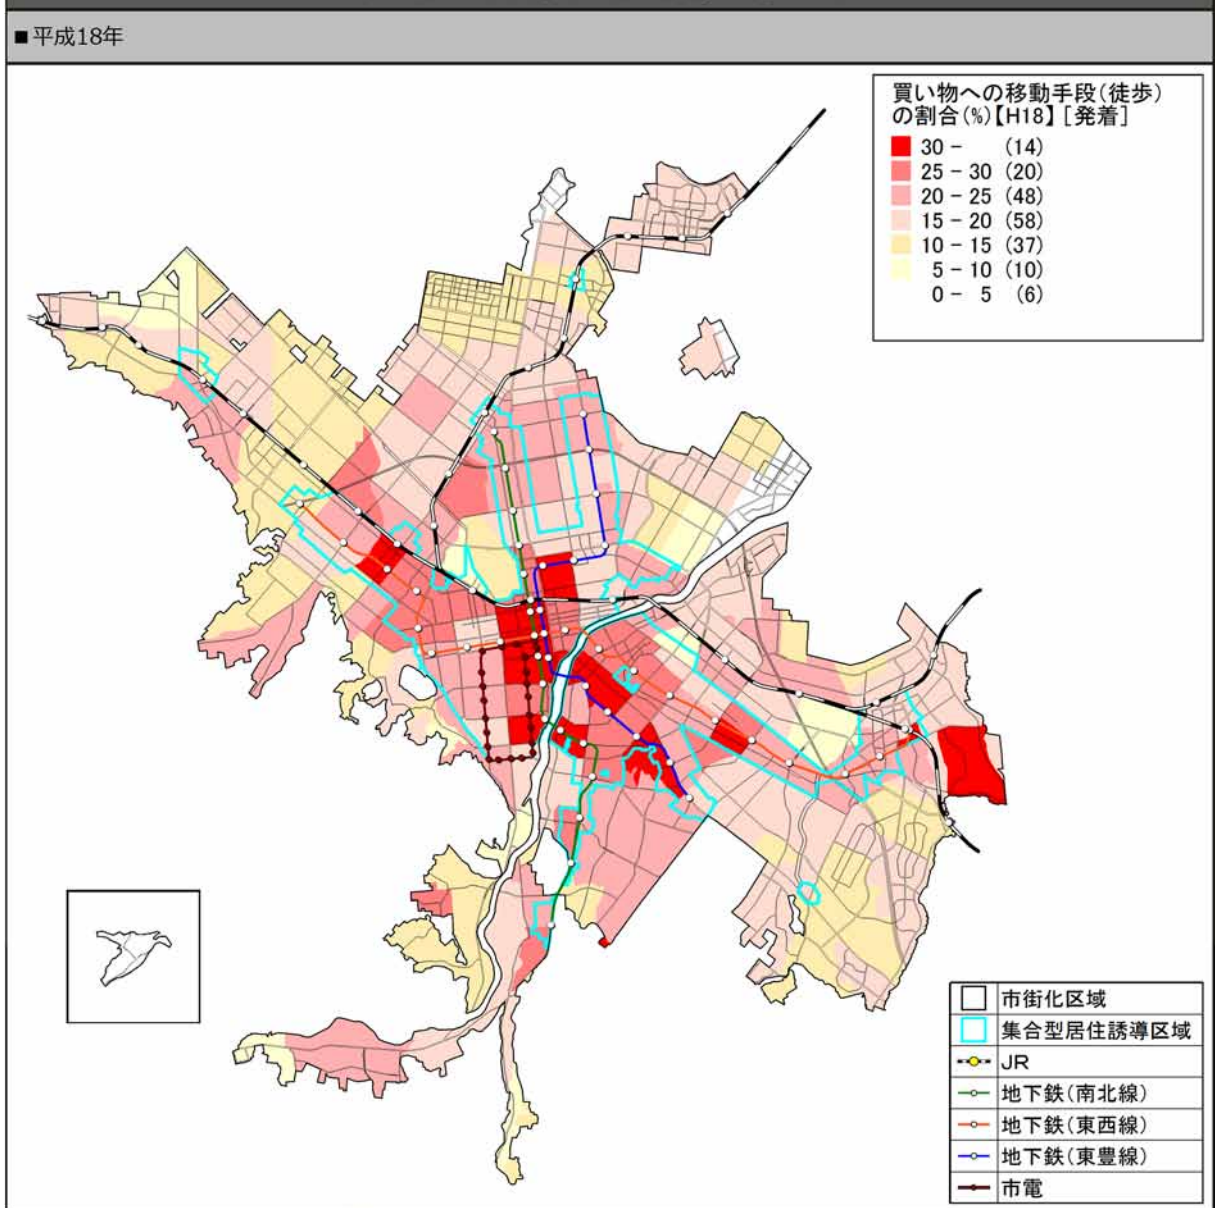 ■平成18年
買い物への移動手段(徒歩)
の割合(%)【H18】[発着]
30 - (14)
25 - 30 (20)
20 - 25 (48)
15 - 20 (58)
10 - 15 (37)
5 - 10 (10)
0 - 5 (6)
市街化区域
集合型居住誘導区域
JR
地下鉄(南北線)
地下鉄(東西線)
地下鉄(東豊線)
市電